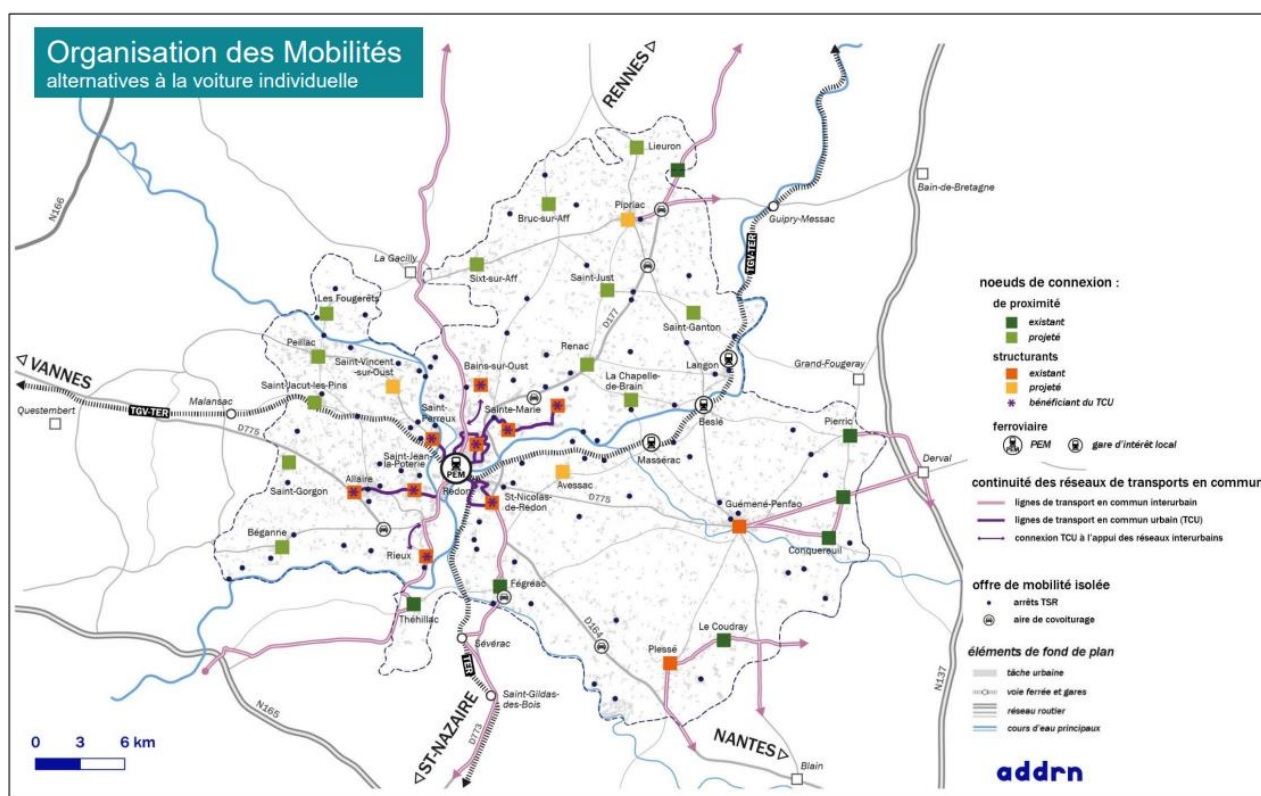 Organisation des Mobilités
alternatives à la voiture individuelle
RENNES
Lieuron
N166
Bain-de-Bretagne
Pipriac
Bruc-sur-Aff
Guipry-Messac
La Gacilly
TGV-TER
Sixt-sur-Aff
Saint-Just
Les Fougerêts
D177
Saint-Ganton
Peillac
Renac
VANNES
Saint-Vincent
-sur-Oust
Bains-sur-Oust
Langon
Grand-Fougeray
La Chapelle-
de-Brain
Saint-Jacut-les-Pins
TGV-TER
Malansac
Saint-
Perreux
Sainte-Marie
Questembert
Beslé
D775
Pierric
Saint-Jean-
la-Poterie
Massérac
PEM
Derval
Allaire
Redon
Avessac
Saint-Gorgon
St-Nicolas-
de-Redon
D775
Guémené-Penfao
Béganne
Rieux
Conquereuil
Fégréac
Théhillac
D164
Le Coudray
Sévérac
Plessé
TER
N137
Saint-Gildas-
des-Bois
N165
ST-NAZAIRE
D773
NANTES
Blain
0 3 6 km
noeuds de connexion :
de proximité
existant
projeté
structurants
existant
projeté
bénéficiant du TCU
ferroviaire
PEM PEM gare d'intérêt local
continuité des réseaux de transports en commun
lignes de transport en commun interurbain
lignes de transport en commun urbain (TCU)
connexion TCU à l'appui des réseaux interurbains
offre de mobilité isolée
arrêts TSR
aire de covoiturage
éléments de fond de plan
tâche urbaine
voie ferrée et gares
réseau routier
cours d'eau principaux
addrn